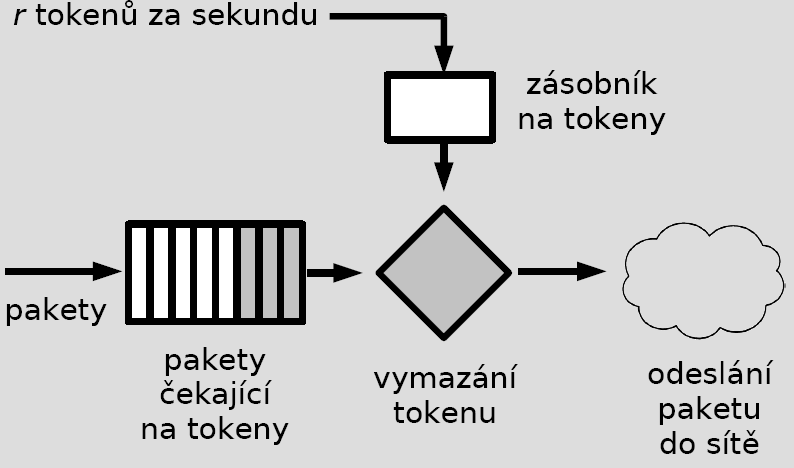 r tokenů za sekundu
zásobník
na tokeny
pakety
pakety
čekající
na tokeny
vymazání
tokenu
odeslání
paketu
do sítě